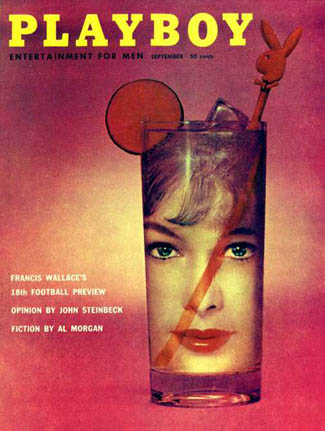 PLAYBOY
ENTERTAINMENT FOR MEN SEPTEMBER 50 cents
FRANCIS WALLACE'S
18th FOOTBALL PREVIEW
OPINION BY JOHN STEINBECK
FICTION BY AL MORGAN